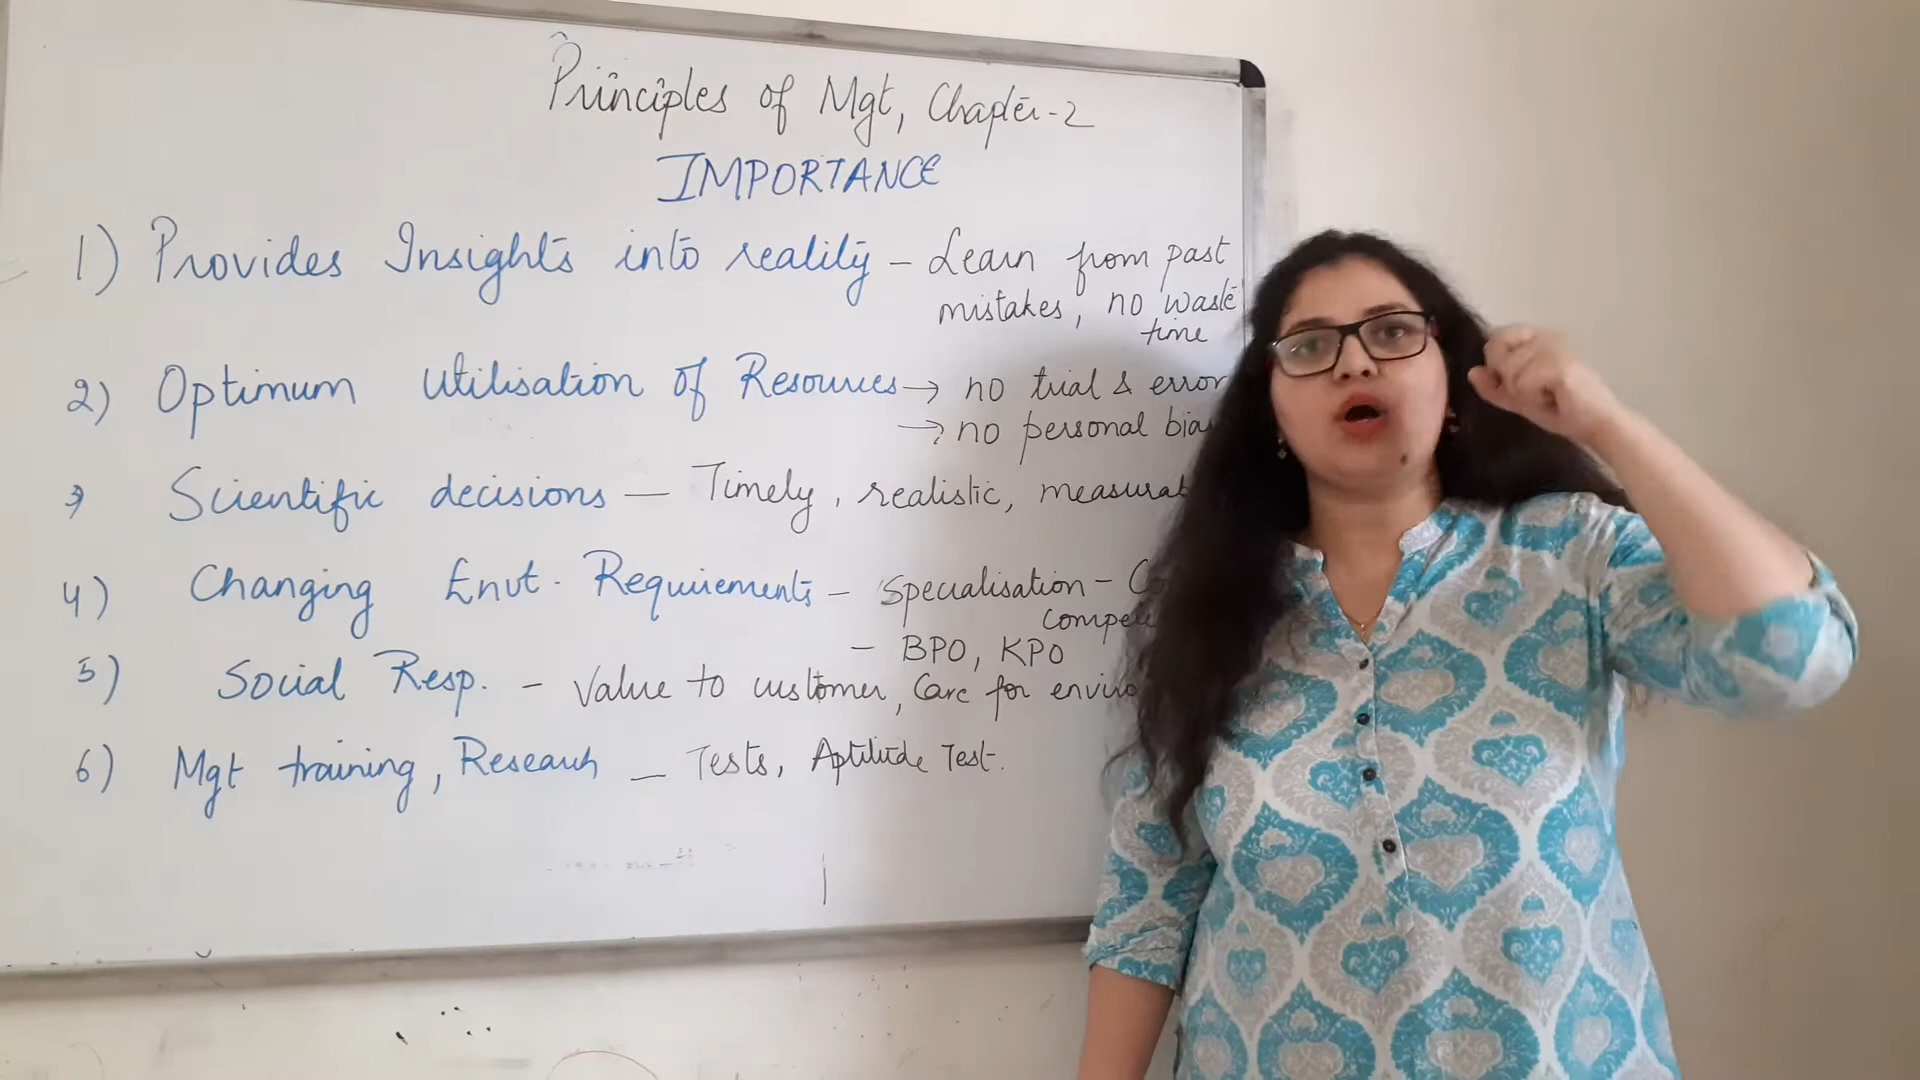 Principles of Mgt, Chapter-2
IMPORTANCE
1) Provides Insights into reality - Learn from past
mistakes, no waste
time
2) Optimum Utilisation of Resources → no trial & error
→ no personal bias
3) Scientific decisions - Timely, realistic,
4) Changing Envt. Requirements - Specialisation -
- BPO, KPO
5) Social Resp. - Value to customer, Care for
6) Mgt training, Research - Tests, Aptitude Test.